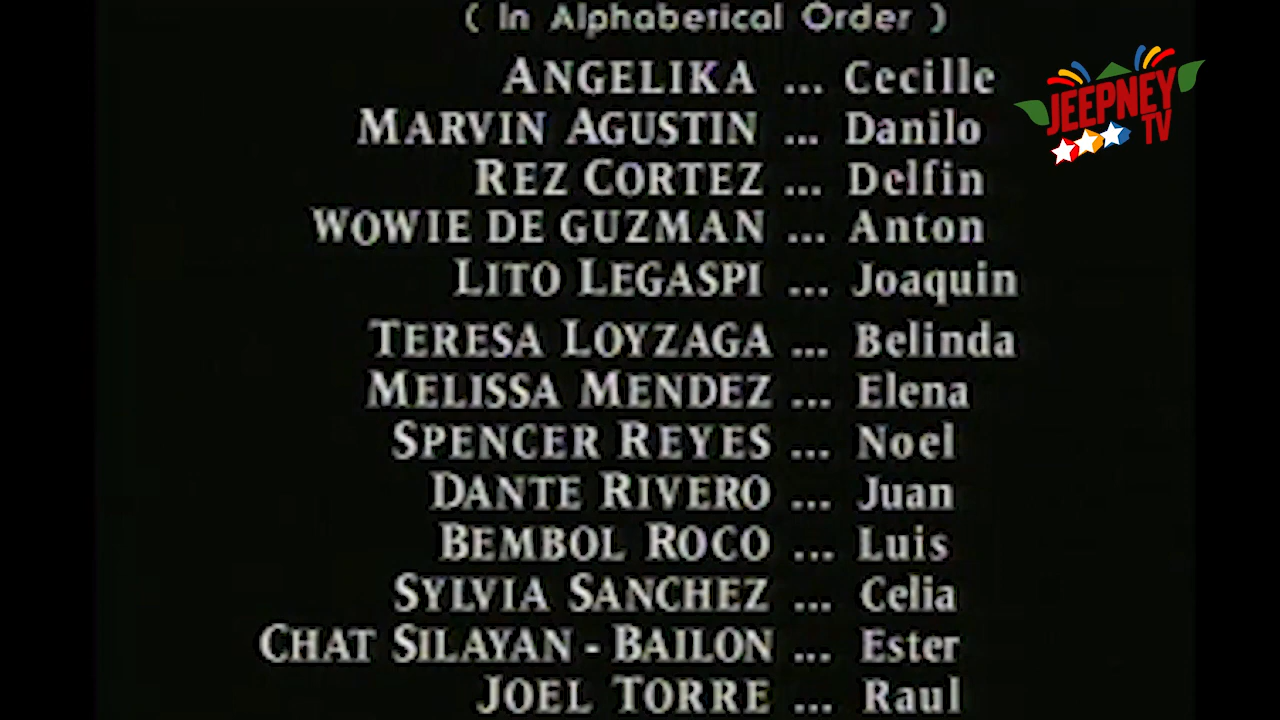 ( In Alphabetical Order )
ANGELIKA ... Cecille
MARVIN AGUSTIN ... Danilo
REZ CORTEZ ... Delfin
WOWIE DE GUZMAN ... Anton
LITO LEGASPI ... Joaquin
TERESA LOYZAGA ... Belinda
MELISSA MENDEZ ... Elena
SPENCER REYES ... Noel
DANTE RIVERO ... Juan
BEMBOL ROCO ... Luis
SYLVIA SANCHEZ ... Celia
CHAT SILAYAN - BAILON ... Ester
JOEL TORRE ... Raul
JEEPNEY
TV